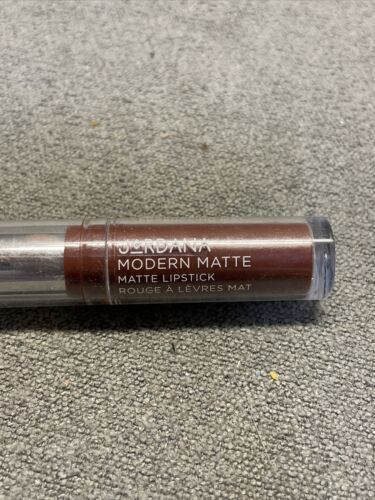 JORDANA
MODERN MATTE
MATTE LIPSTICK
ROUGE À LÈVRES MAT